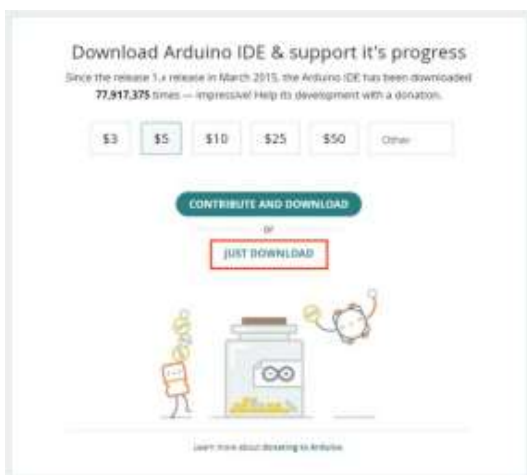 Download Arduino IDE & support it's progress
Since the release 1.x release in March 2015, the Arduino IDE has been downloaded
77,917,375 times — impressive! Help its development with a donation.
$3 $5 $10 $25 $50 Other
CONTRIBUTE AND DOWNLOAD
or
JUST DOWNLOAD
Learn more about donating to Arduino.